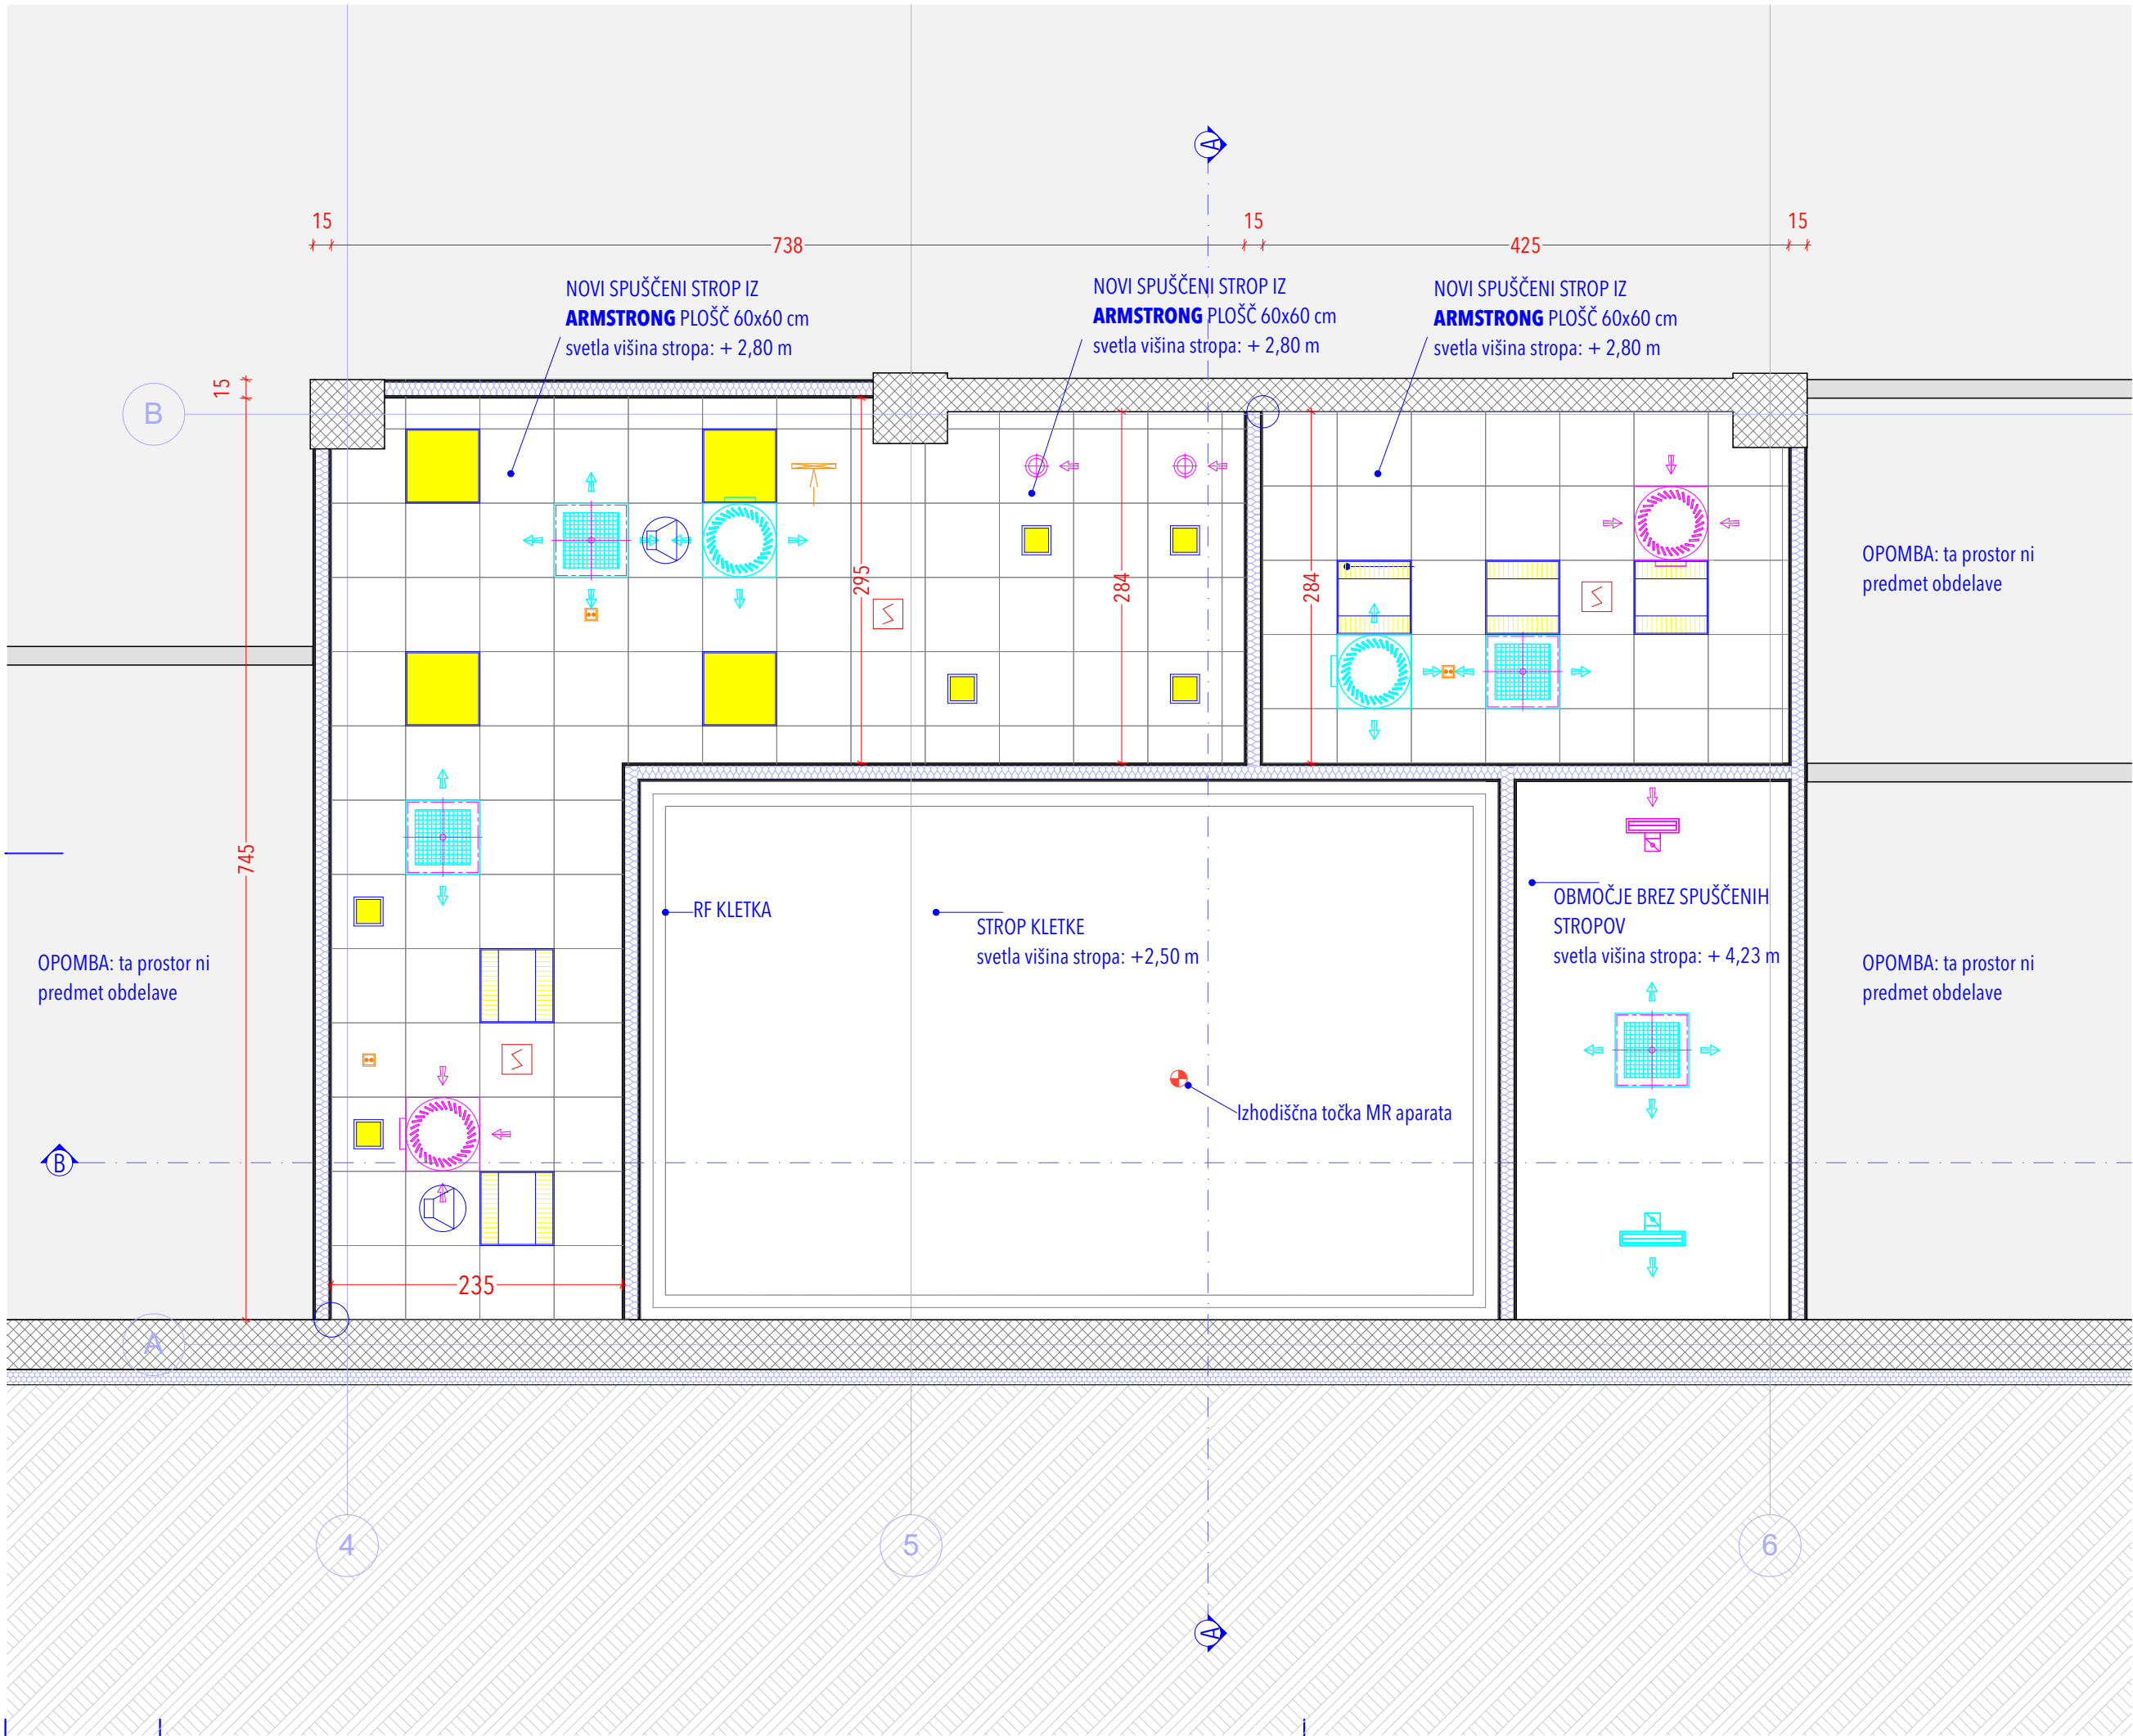 A
15
15
15
738
425
NOVI SPUŠČENI STROP IZ
ARMSTRONG PLOŠČ 60x60 cm
svetla višina stropa: + 2,80 m
NOVI SPUŠČENI STROP IZ
ARMSTRONG PLOŠČ 60x60 cm
svetla višina stropa: + 2,80 m
NOVI SPUŠČENI STROP IZ
ARMSTRONG PLOŠČ 60x60 cm
svetla višina stropa: + 2,80 m
15
B
295
284
284
OPOMBA: ta prostor ni
predmet obdelave
745
RF KLETKA
STROP KLETKE
svetla višina stropa: +2,50 m
OBMOČJE BREZ SPUŠČENIH
STROPOV
svetla višina stropa: + 4,23 m
OPOMBA: ta prostor ni
predmet obdelave
OPOMBA: ta prostor ni
predmet obdelave
Izhodiščna točka MR aparata
B
235
A
4
5
6
A